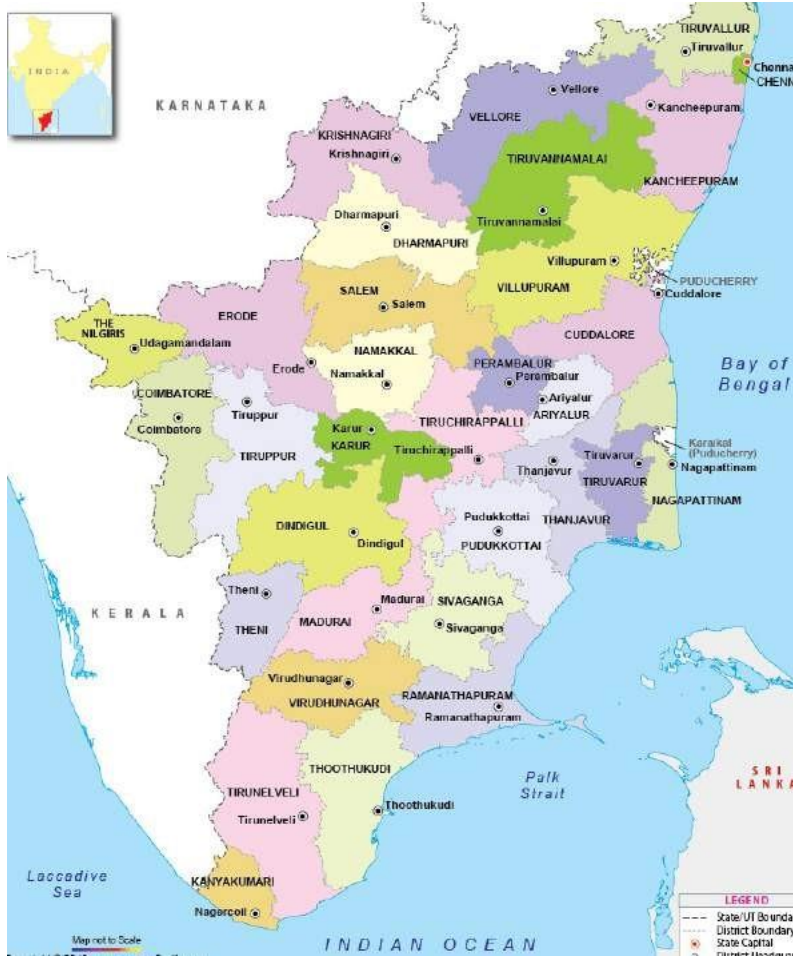 INDIA
KARNATAKA
TIRUVALLUR
Tiruvallur
Chenna
CHENN
Vellore
VELLORE
Kancheepuram
KANCHEEPURAM
KRISHNAGIRI
Krishnagiri
TIRUVANNAMALAI
Tiruvannamalai
Dharmapuri
DHARMAPURI
Villupuram
VILLUPURAM
PUDUCHERRY
Cuddalore
CUDDALORE
SALEM
Salem
ERODE
Erode
THE
NILGIRIS
Udagamandalam
NAMAKKAL
Namakkal
PERAMBALUR
Perambalur
Ariyalur
ARIYALUR
Bay of
Bengal
COIMBATORE
Coimbatore
Tiruppur
TIRUPPUR
Karur
KARUR
TIRUCHIRAPPALLI
Tiruchirappalli
Thanjavur
THANJAVUR
Tiruvarur
TIRUVARUR
Karaikal
(Puducherry)
Nagapattinam
NAGAPATTINAM
DINDIGUL
Dindigul
Pudukkottai
PUDUKKOTTAI
KERALA
Theni
THENI
Madurai
MADURAI
SIVAGANGA
Sivaganga
Virudhunagar
VIRUDHUNAGAR
RAMANATHAPURAM
Ramanathapuram
THOOTHUKUDI
Thoothukudi
TIRUNELVELI
Tirunelveli
Palk
Strait
SRI
LANKA
Laccadive
Sea
KANYAKUMARI
Nagercoil
INDIAN OCEAN
Map not to Scale
LEGEND
State/UT Bounda
District Boundary
State Capital
District Headquar